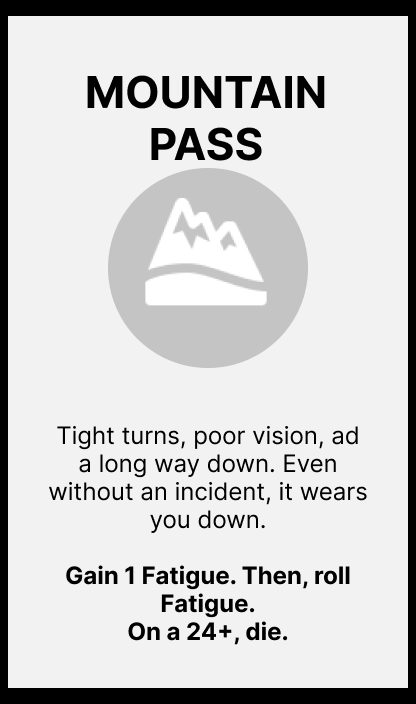 MOUNTAIN
PASS
Tight turns, poor vision, ad
a long way down. Even
without an incident, it wears
you down.
Gain 1 Fatigue. Then, roll
Fatigue.
On a 24+, die.